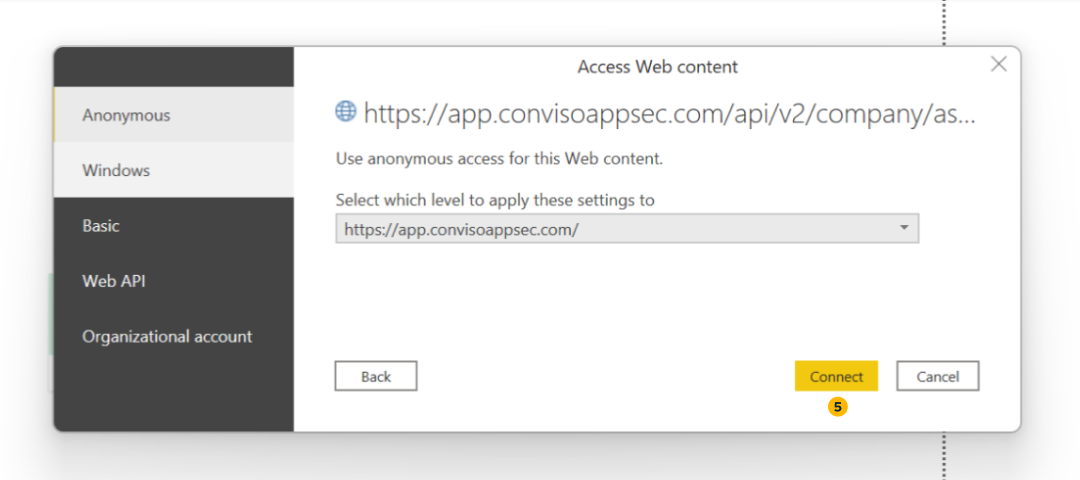 Access Web content
Anonymous
Windows
Basic
Web API
Organizational account
https://app.convisoappsec.com/api/v2/company/as...
Use anonymous access for this Web content.
Select which level to apply these settings to
https://app.convisoappsec.com/
Back
Connect
Cancel
5